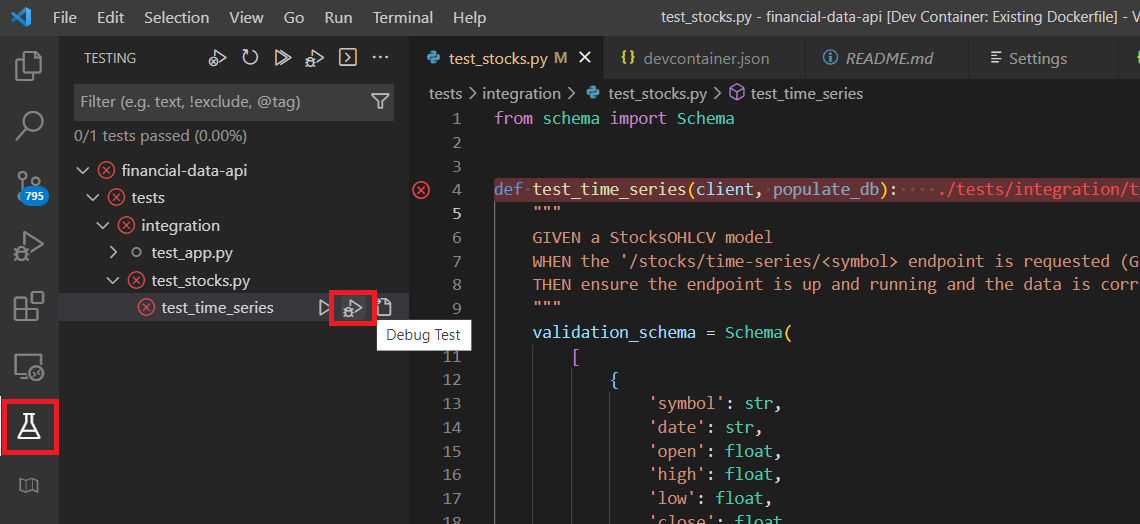 File Edit Selection View Go Run Terminal Help test_stocks.py - financial-data-api [Dev Container: Existing Dockerfile] - V
TESTING
Filter (e.g. text, !exclude, @tag)
0/1 tests passed (0.00%)
financial-data-api
tests
integration
test_app.py
test_stocks.py
test_time_series
Debug Test
795
test_stocks.py M devcontainer.json README.md Settings
tests > integration > test_stocks.py > test_time_series
1 from schema import Schema
2
3
4 def test_time_series(client, populate_db): ./tests/integration/t
5 """
6 GIVEN a StocksOHLCV model
7 WHEN the '/stocks/time-series/<symbol> endpoint is requested (G
8 THEN ensure the endpoint is up and running and the data is corr
9 """
validation_schema = Schema(
11 [
12 {
13 'symbol': str,
14 'date': str,
15 'open': float,
16 'high': float,
17 'low': float,
18 'close': float